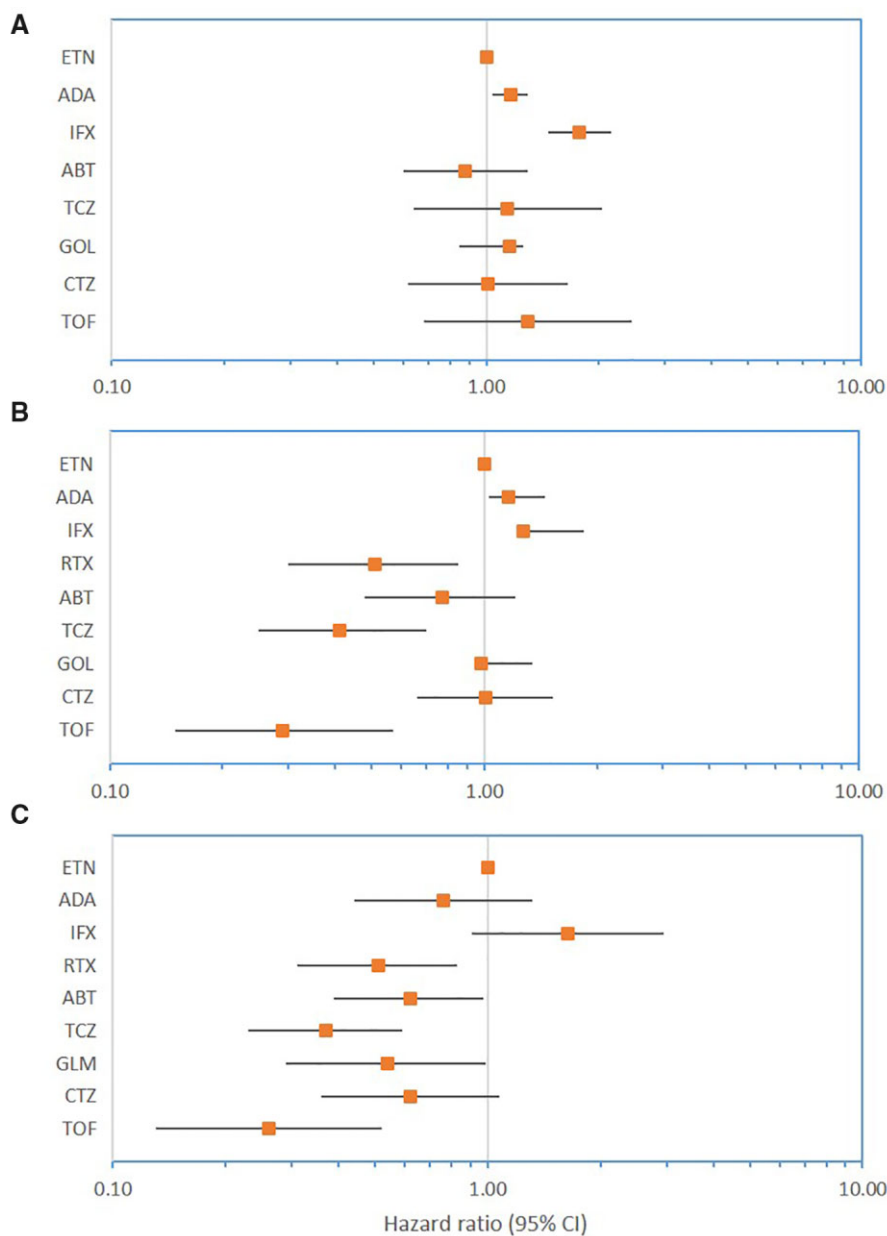 A
ETN
ADA
IFX
ABT
TCZ
GOL
CTZ
TOF
0.10 1.00 10.00
B
ETN
ADA
IFX
RTX
ABT
TCZ
GOL
CTZ
TOF
0.10 1.00 10.00
C
ETN
ADA
IFX
RTX
ABT
TCZ
GLM
CTZ
TOF
0.10 1.00 10.00
Hazard ratio (95% CI)